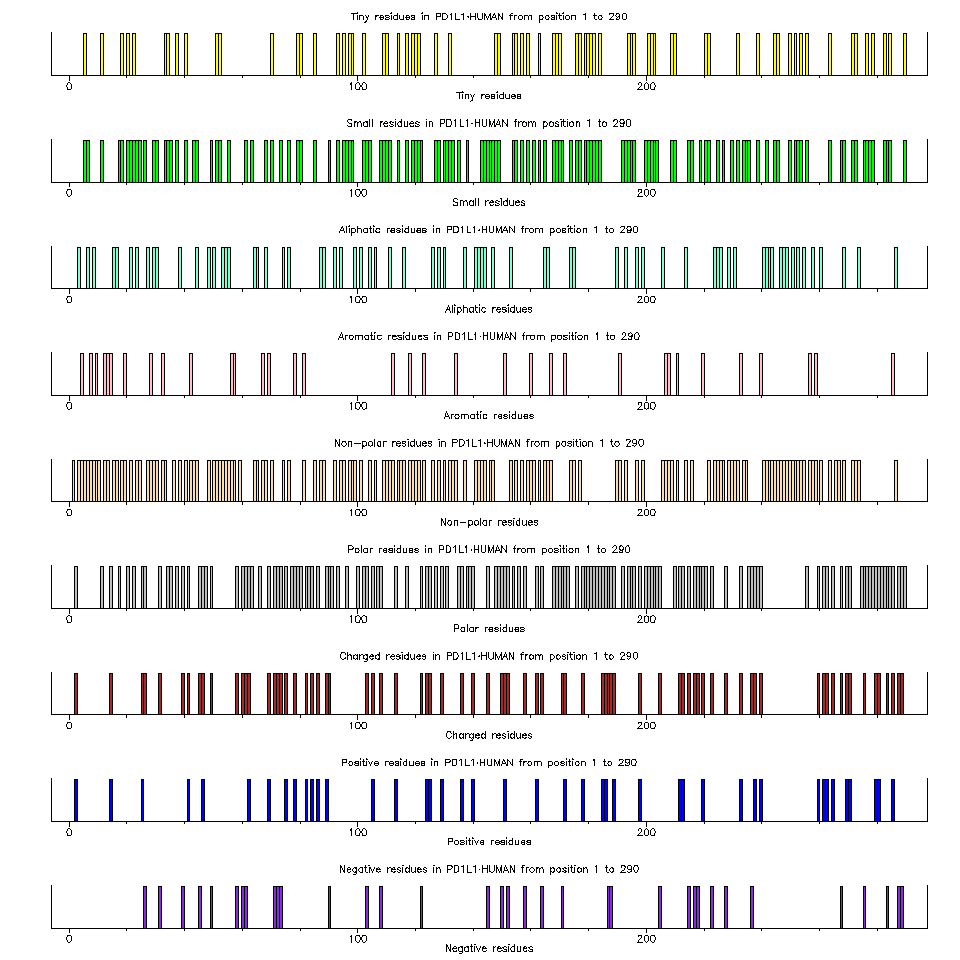 Tiny residues in PD1L1-HUMAN from position 1 to 290
0 100 200
Tiny residues
Small residues in PD1L1-HUMAN from position 1 to 290
0 100 200
Small residues
Aliphatic residues in PD1L1-HUMAN from position 1 to 290
0 100 200
Aliphatic residues
Aromatic residues in PD1L1-HUMAN from position 1 to 290
0 100 200
Aromatic residues
Non-polar residues in PD1L1-HUMAN from position 1 to 290
0 100 200
Non-polar residues
Polar residues in PD1L1-HUMAN from position 1 to 290
0 100 200
Polar residues
Charged residues in PD1L1-HUMAN from position 1 to 290
0 100 200
Charged residues
Positive residues in PD1L1-HUMAN from position 1 to 290
0 100 200
Positive residues
Negative residues in PD1L1-HUMAN from position 1 to 290
0 100 200
Negative residues